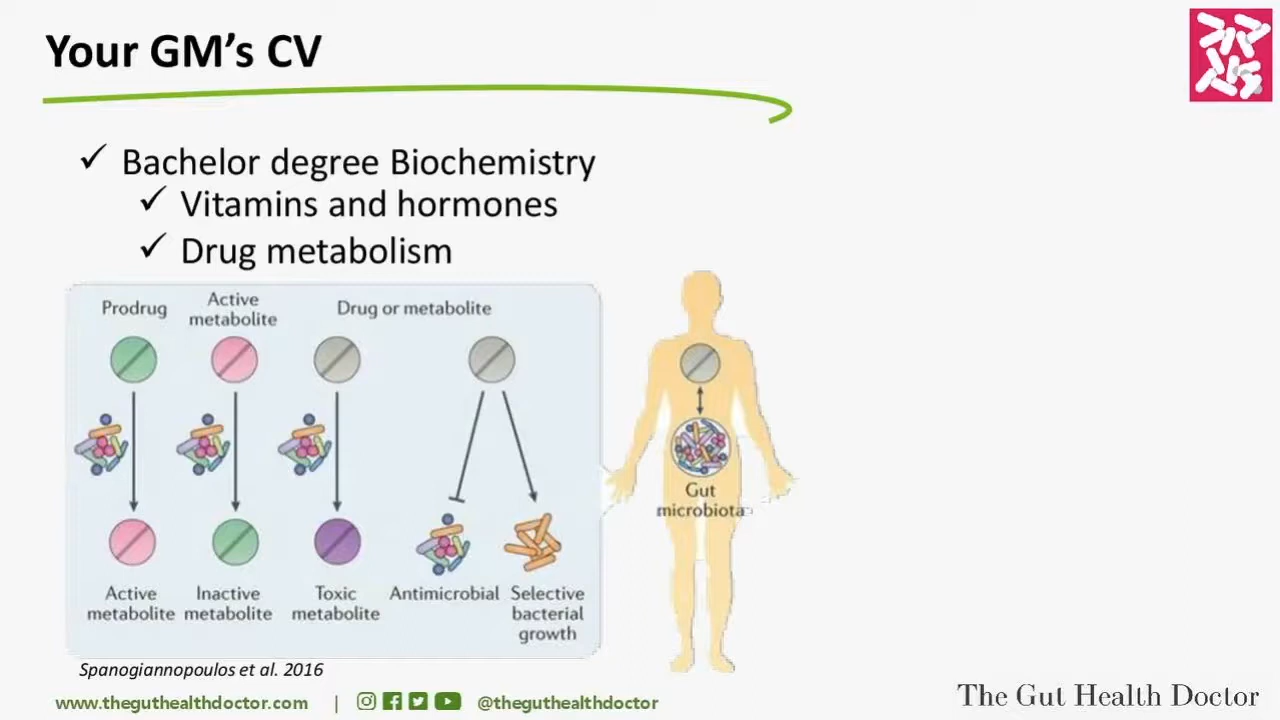 Your GM's CV
✓ Bachelor degree Biochemistry
✓ Vitamins and hormones
✓ Drug metabolism
Prodrug
Active
metabolite
Drug or metabolite
Active
metabolite
Inactive
metabolite
Toxic
metabolite
Antimicrobial
Selective
bacterial
growth
Gut
microbiota
Spanogiannopoulos et al. 2016
www.theguthealthdoctor.com | @theguthealthdoctor
The Gut Health Doctor